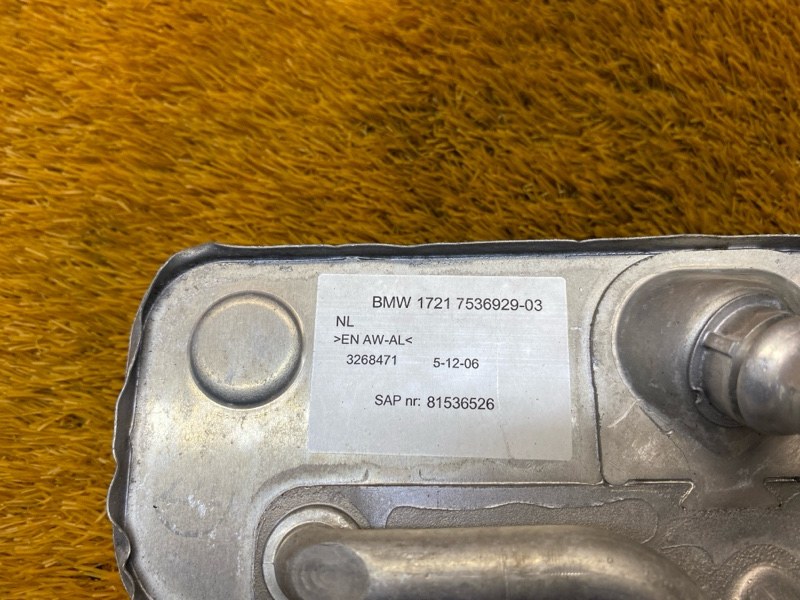 BMW 1721 7536929-03
NL
>EN AW-AL<
3268471 5-12-06
SAP nr: 81536526